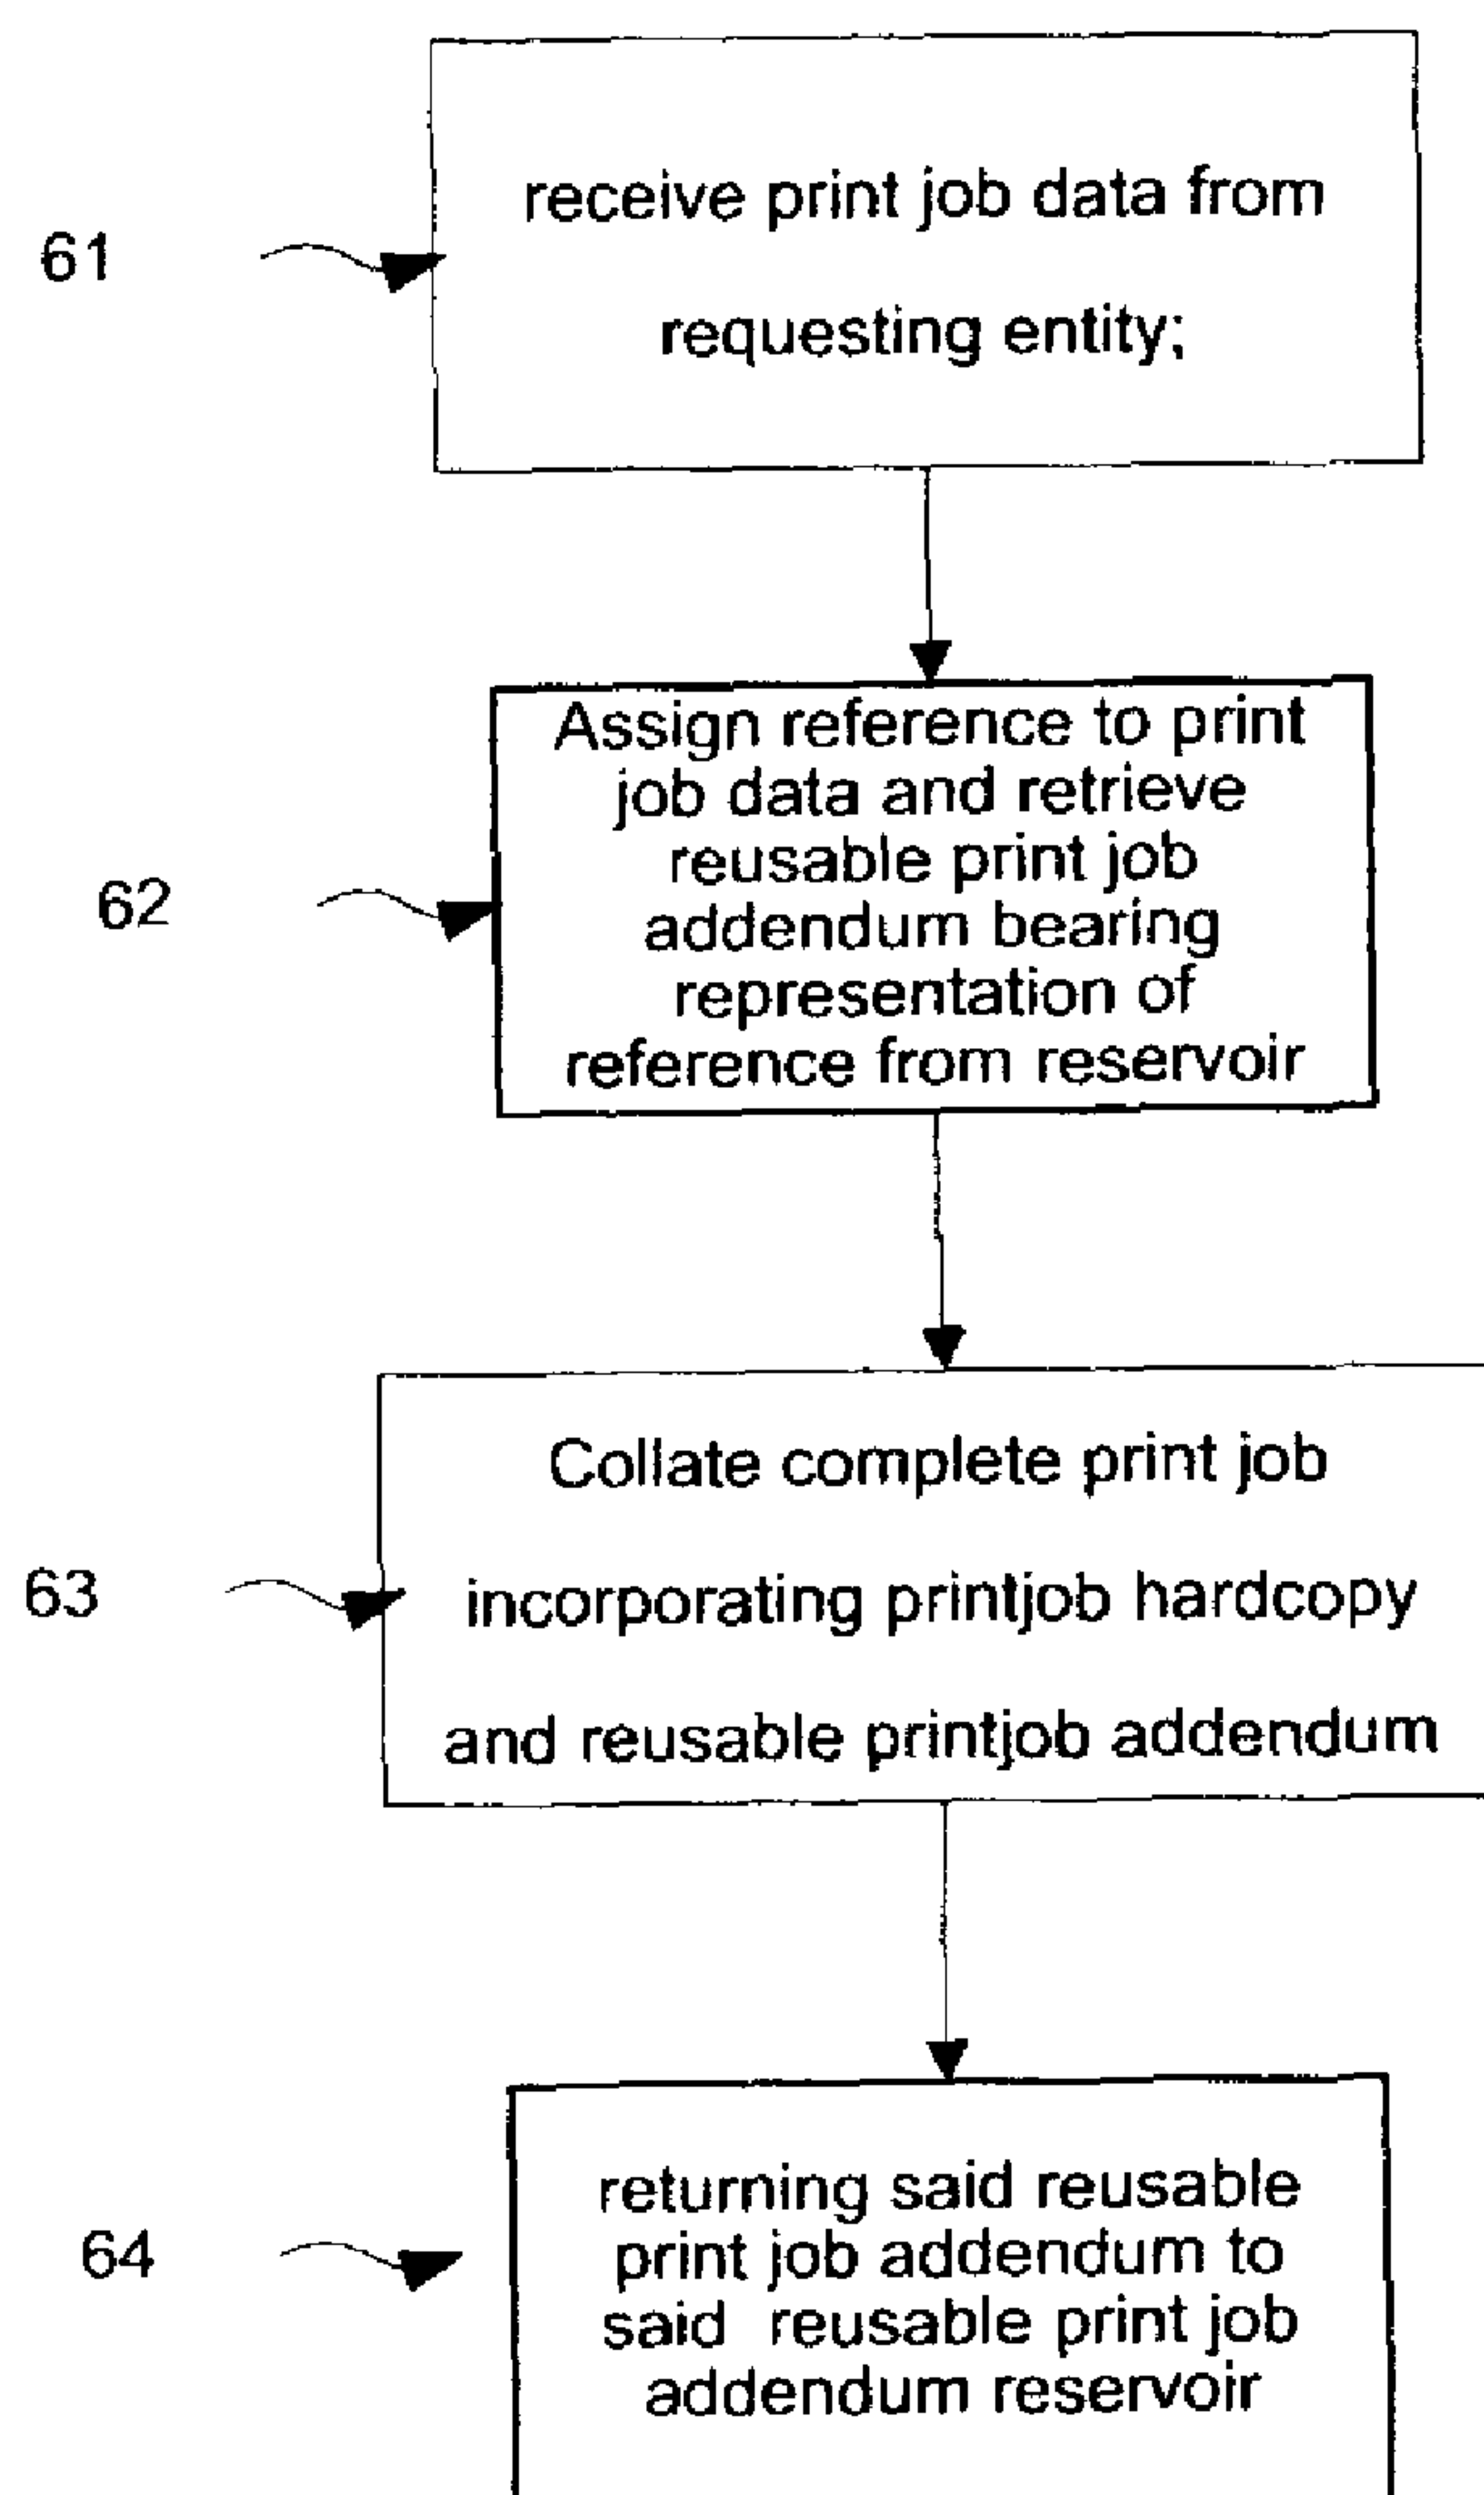 receive print job data from
61
requesting entity;
Assign reference to print
job data and retrieve
reusable print job
62
addendum bearing
representation of
reference from reservoir
Collate complete print job
63
incorporating printjob hardcopy
and reusable printjob addendum
returning said reusable
64
print job addendum to
said reusable print job
addendum reservoir